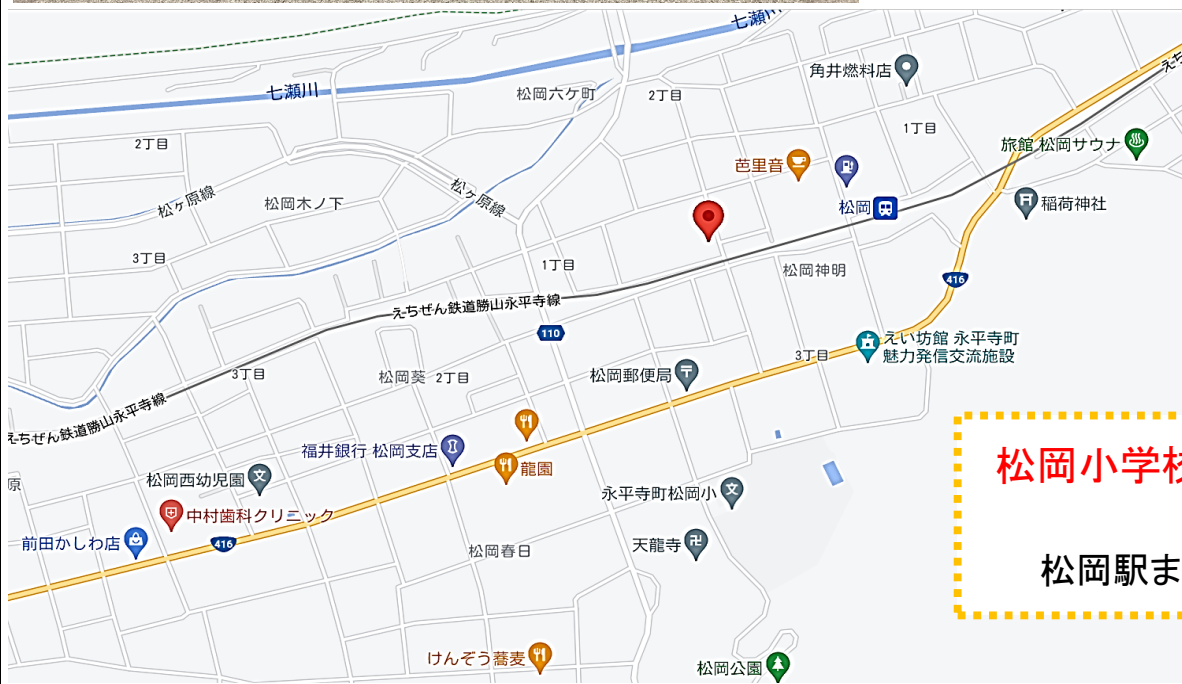 七瀬川
角井燃料店
七瀬川
松岡六ケ町
2丁目
1丁目
えち
2丁目
旅館 松岡サウナ
芭里音
松ヶ原線
松ヶ原線
松岡木ノ下
松岡
稲荷神社
3丁目
1丁目
松岡神明
416
えちぜん鉄道勝山永平寺線
110
えい坊館 永平寺町
魅力発信交流施設
3丁目
3丁目
松岡葵 2丁目
松岡郵便局
えちぜん鉄道勝山永平寺線
福井銀行 松岡支店
松岡小学校
龍園
松岡西幼児園
原
永平寺町松岡小
中村歯科クリニック
前田かしわ店
416
松岡春日
天龍寺
松岡駅ま
けんぞう蕎麦
松岡公園